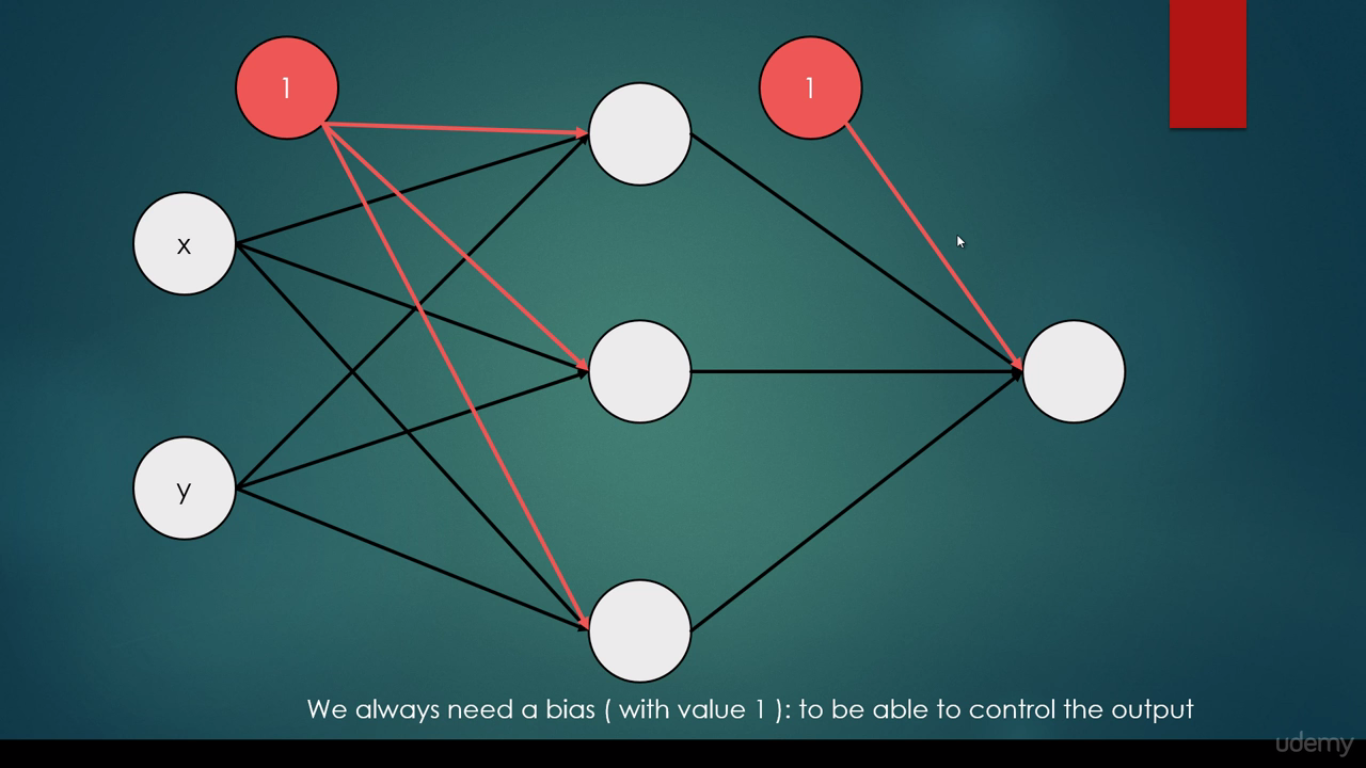 1
1
x
y
We always need a bias ( with value 1 ): to be able to control the output
udemy